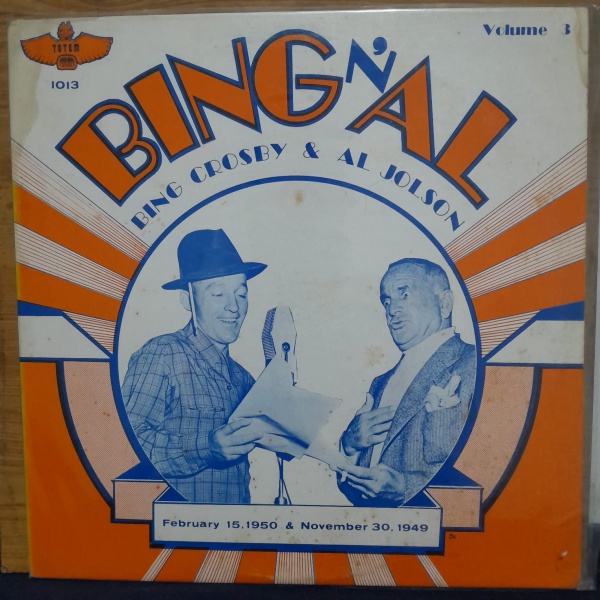 TOTEM
1013
Volume 3
BING N' AL
BING CROSBY & AL JOLSON
February 15, 1950 & November 30, 1949